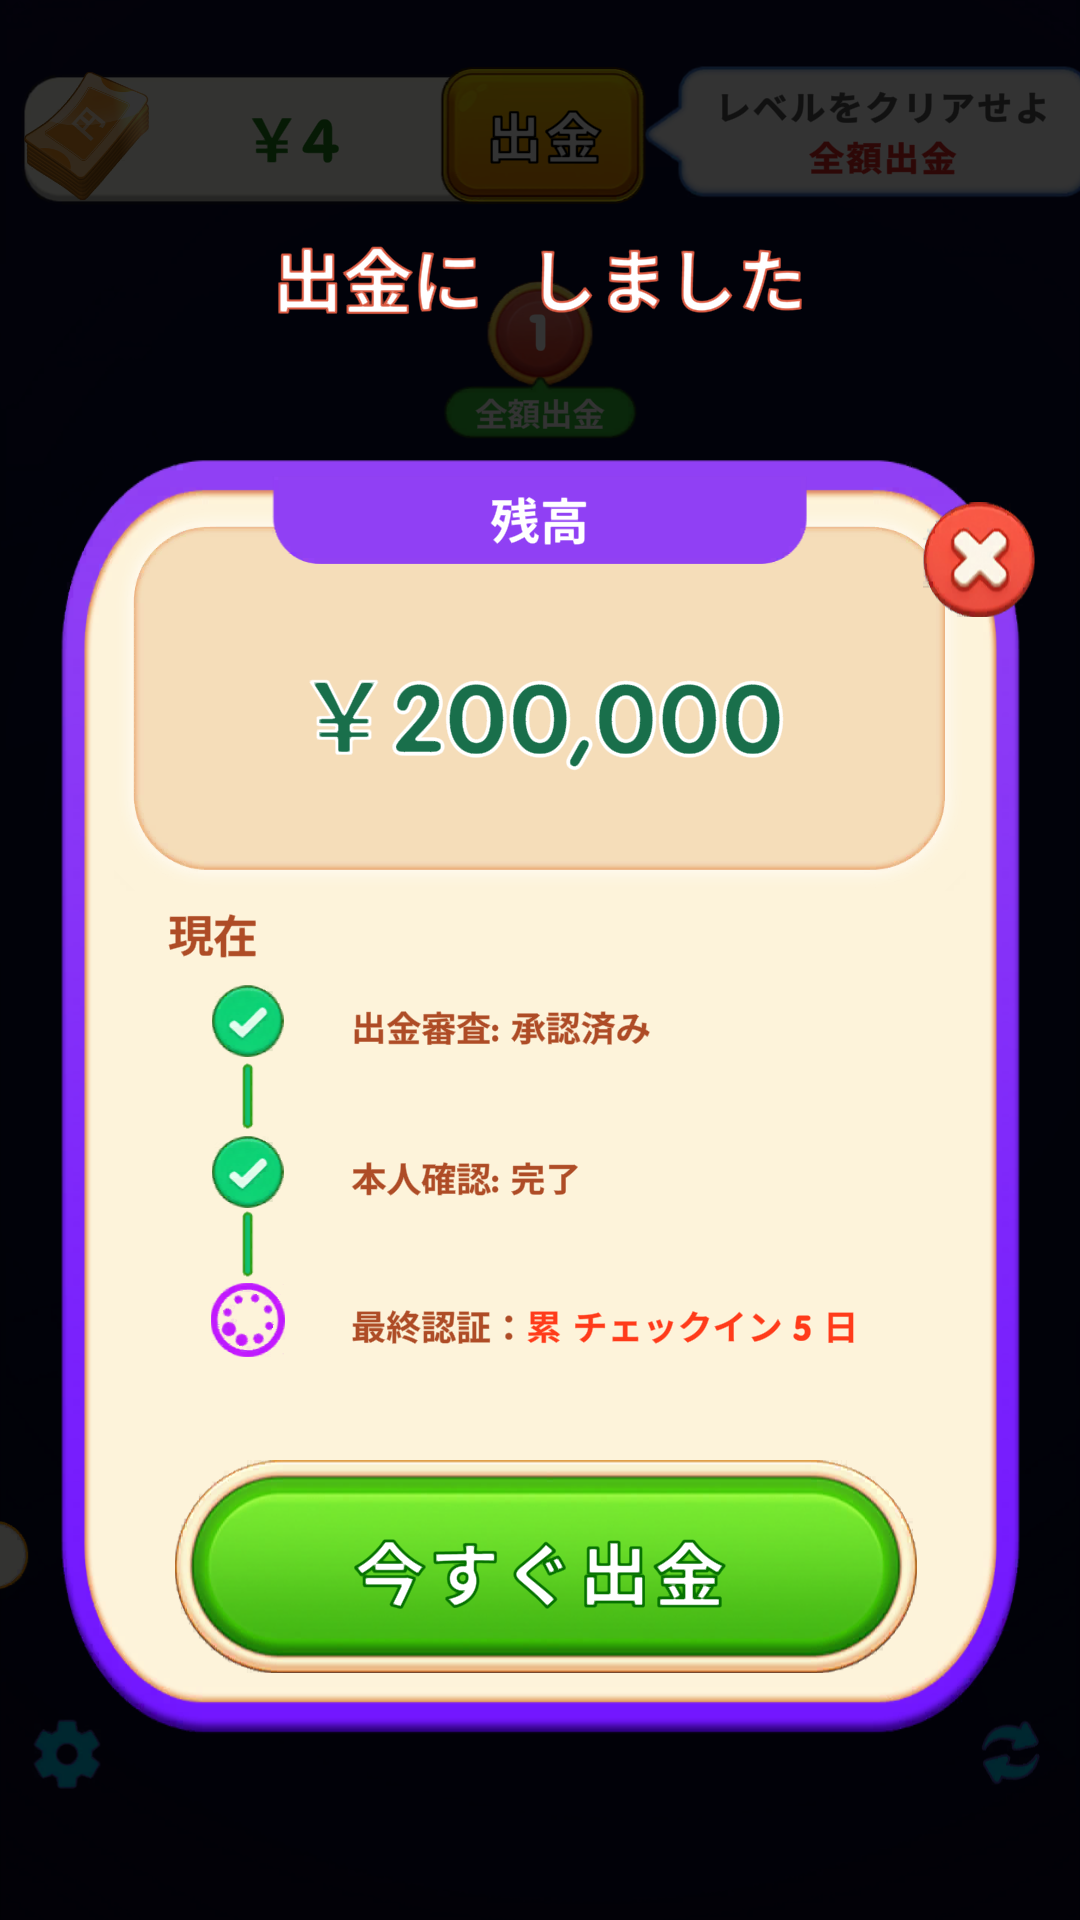 円
￥4
出金
レベルをクリアせよ
全額出金
出金に しました
1
全額出金
残高
￥200,000
現在
出金審査: 承認済み
本人確認: 完了
最終認証：累 チェックイン 5 日
今すぐ出金